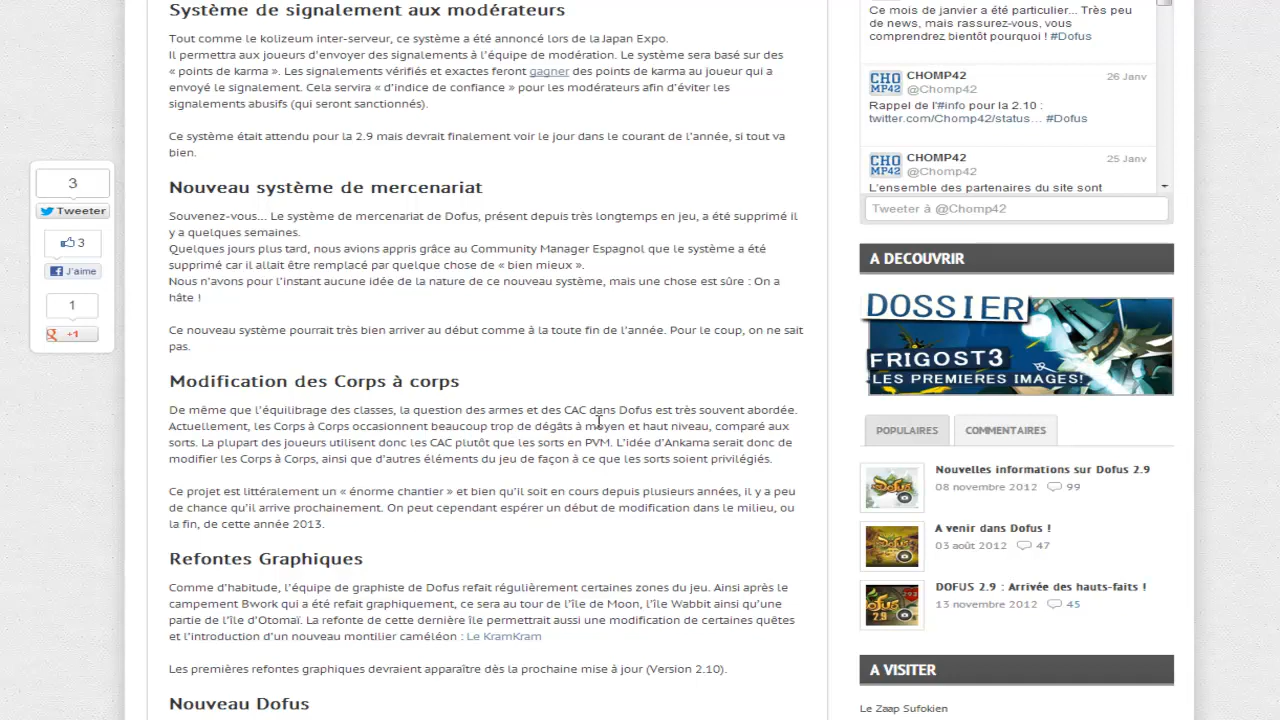 Système de signalement aux modérateurs
Tout comme le kolizeum inter-serveur, ce système a été annoncé lors de la Japan Expo.
Il permettra aux joueurs d'envoyer des signalements à l'équipe de modération. Le système sera basé sur des
« points de karma ». Les signalements vérifiés et exactes feront gagner des points de karma au joueur qui a
envoyé le signalement. Cela servira « d'indice de confiance » pour les modérateurs afin d'éviter les
signalements abusifs (qui seront sanctionnés).
Ce système était attendu pour la 2.9 mais devrait finalement voir le jour dans le courant de l'année, si tout va
bien.
Nouveau système de mercenariat
Souvenez-vous... Le système de mercenariat de Dofus, présent depuis très longtemps en jeu, a été supprimé il
y a quelques semaines.
Quelques jours plus tard, nous avions appris grâce au Community Manager Espagnol que le système a été
supprimé car il allait être remplacé par quelque chose de « bien mieux ».
Nous n'avons pour l'instant aucune idée de la nature de ce nouveau système, mais une chose est sûre : On a
hâte !
Ce nouveau système pourrait très bien arriver au début comme à la toute fin de l'année. Pour le coup, on ne sait
pas.
Modification des Corps à corps
De même que l'équilibrage des classes, la question des armes et des CAC dans Dofus est très souvent abordée.
Actuellement, les Corps à Corps occasionnent beaucoup trop de dégâts à moyen et haut niveau, comparé aux
sorts. La plupart des joueurs utilisent donc les CAC plutôt que les sorts en PVM. L'idée d'Ankama serait donc de
modifier les Corps à Corps, ainsi que d'autres éléments du jeu de façon à ce que les sorts soient privilégiés.
Ce projet est littéralement un « énorme chantier » et bien qu'il soit en cours depuis plusieurs années, il y a peu
de chance qu'il arrive prochainement. On peut cependant espérer un début de modification dans le milieu, ou
la fin, de cette année 2013.
Refontes Graphiques
Comme d'habitude, l'équipe de graphiste de Dofus refait régulièrement certaines zones du jeu. Ainsi après le
campement Bwork qui a été refait graphiquement, ce sera au tour de l'île de Moon, l'île Wabbit ainsi qu'une
partie de l'île d'Otomaï. La refonte de cette dernière île permettrait aussi une modification de certaines quêtes
et l'introduction d'un nouveau montilier caméléon : Le KramKram
Les premières refontes graphiques devraient apparaître dès la prochaine mise à jour (Version 2.10).
Nouveau Dofus
3
Tweeter
3
J'aime
1
+1
Ce mois de janvier a été particulier... Très peu
de news, mais rassurez-vous, vous
comprendrez bientôt pourquoi ! #Dofus
CHO
MP42
CHOMP42
26 Janv
@Chomp42
Rappel de l'#info pour la 2.10 :
twitter.com/Chomp42/status... #Dofus
CHO
MP42
CHOMP42
25 Janv
@Chomp42
L'ensemble des partenaires du site sont
Tweeter à @Chomp42
A DECOUVRIR
DOSSIER
FRIGOST3
LES PREMIERES IMAGES!
POPULAIRES
COMMENTAIRES
Dofus
Nouvelles informations sur Dofus 2.9
08 novembre 2012
99
Dofus
A venir dans Dofus !
03 août 2012
47
Dofus
2.9
DOFUS 2.9 : Arrivée des hauts-faits !
13 novembre 2012
45
A VISITER
Le Zaap Sufokien